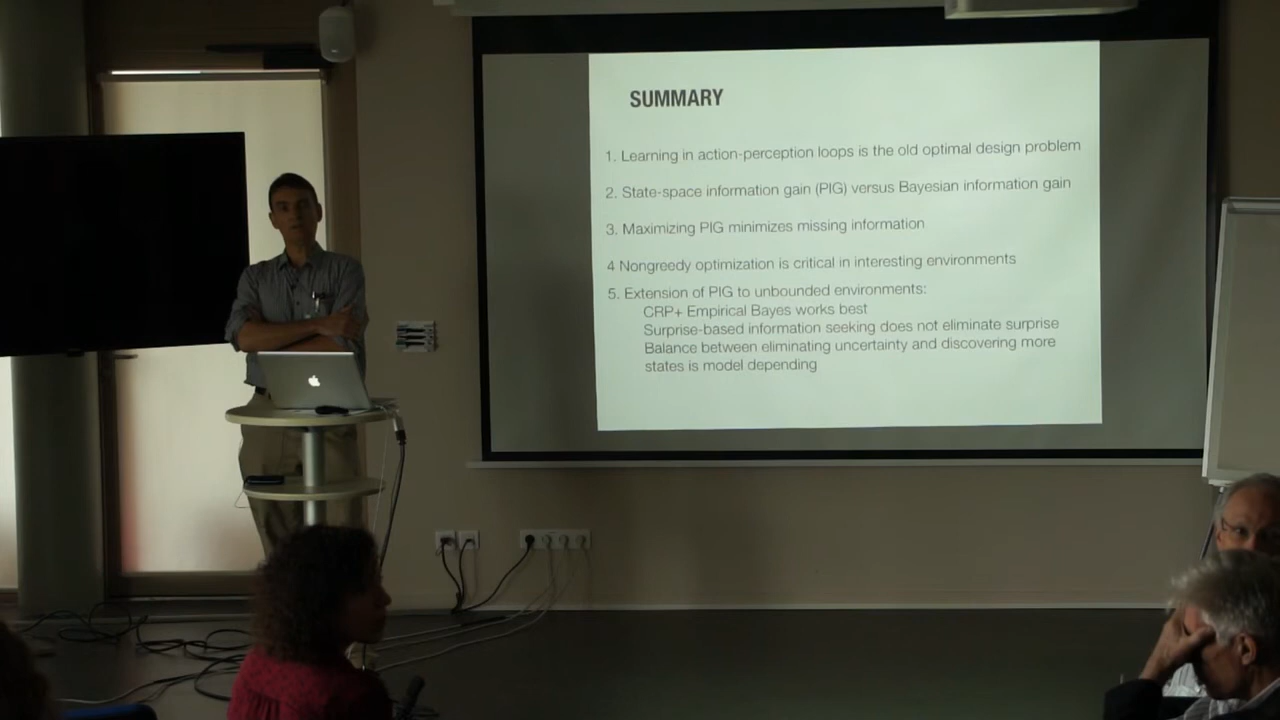 SUMMARY
1. Learning in action-perception loops is the old optimal design problem
2. State-space information gain (PIG) versus Bayesian information gain
3. Maximizing PIG minimizes missing information
4 Nongreedy optimization is critical in interesting environments
5. Extension of PIG to unbounded environments:
CRP+ Empirical Bayes works best
Surprise-based information seeking does not eliminate surprise
Balance between eliminating uncertainty and discovering more
states is model depending